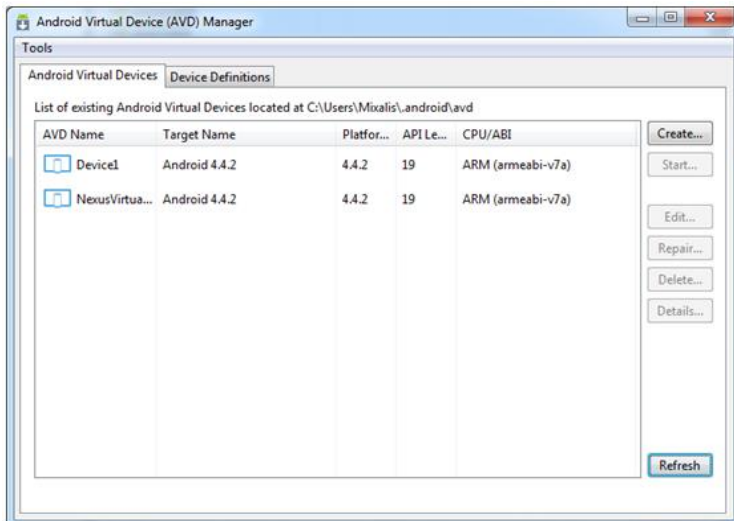 Android Virtual Device (AVD) Manager
Tools
Android Virtual Devices Device Definitions
List of existing Android Virtual Devices located at C:\Users\Mixalis\.android\avd
AVD Name Target Name Platfor... API Le... CPU/ABI
Create...
Device1 Android 4.4.2 4.4.2 19 ARM (armeabi-v7a)
Start...
NexusVirtua... Android 4.4.2 4.4.2 19 ARM (armeabi-v7a)
Edit...
Repair...
Delete...
Details...
Refresh